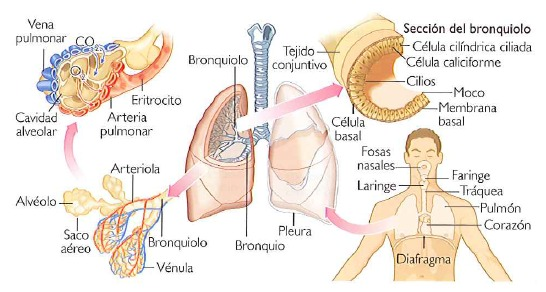 Vena
pulmonar
CO
Cavidad
alveolar
Arteria
pulmonar
Eritrocito
Bronquiolo
Sección del bronquiolo
Tejido
conjuntivo
Célula cilíndrica ciliada
Célula caliciforme
Cilios
Moco
Membrana
basal
Célula
basal
Alvéolo
Arteriola
Saco
aéreo
Bronquiolo
Vénula
Bronquio
Pleura
Fosas
nasales
Laringe
Faringe
Tráquea
Pulmón
Corazón
Diafragma